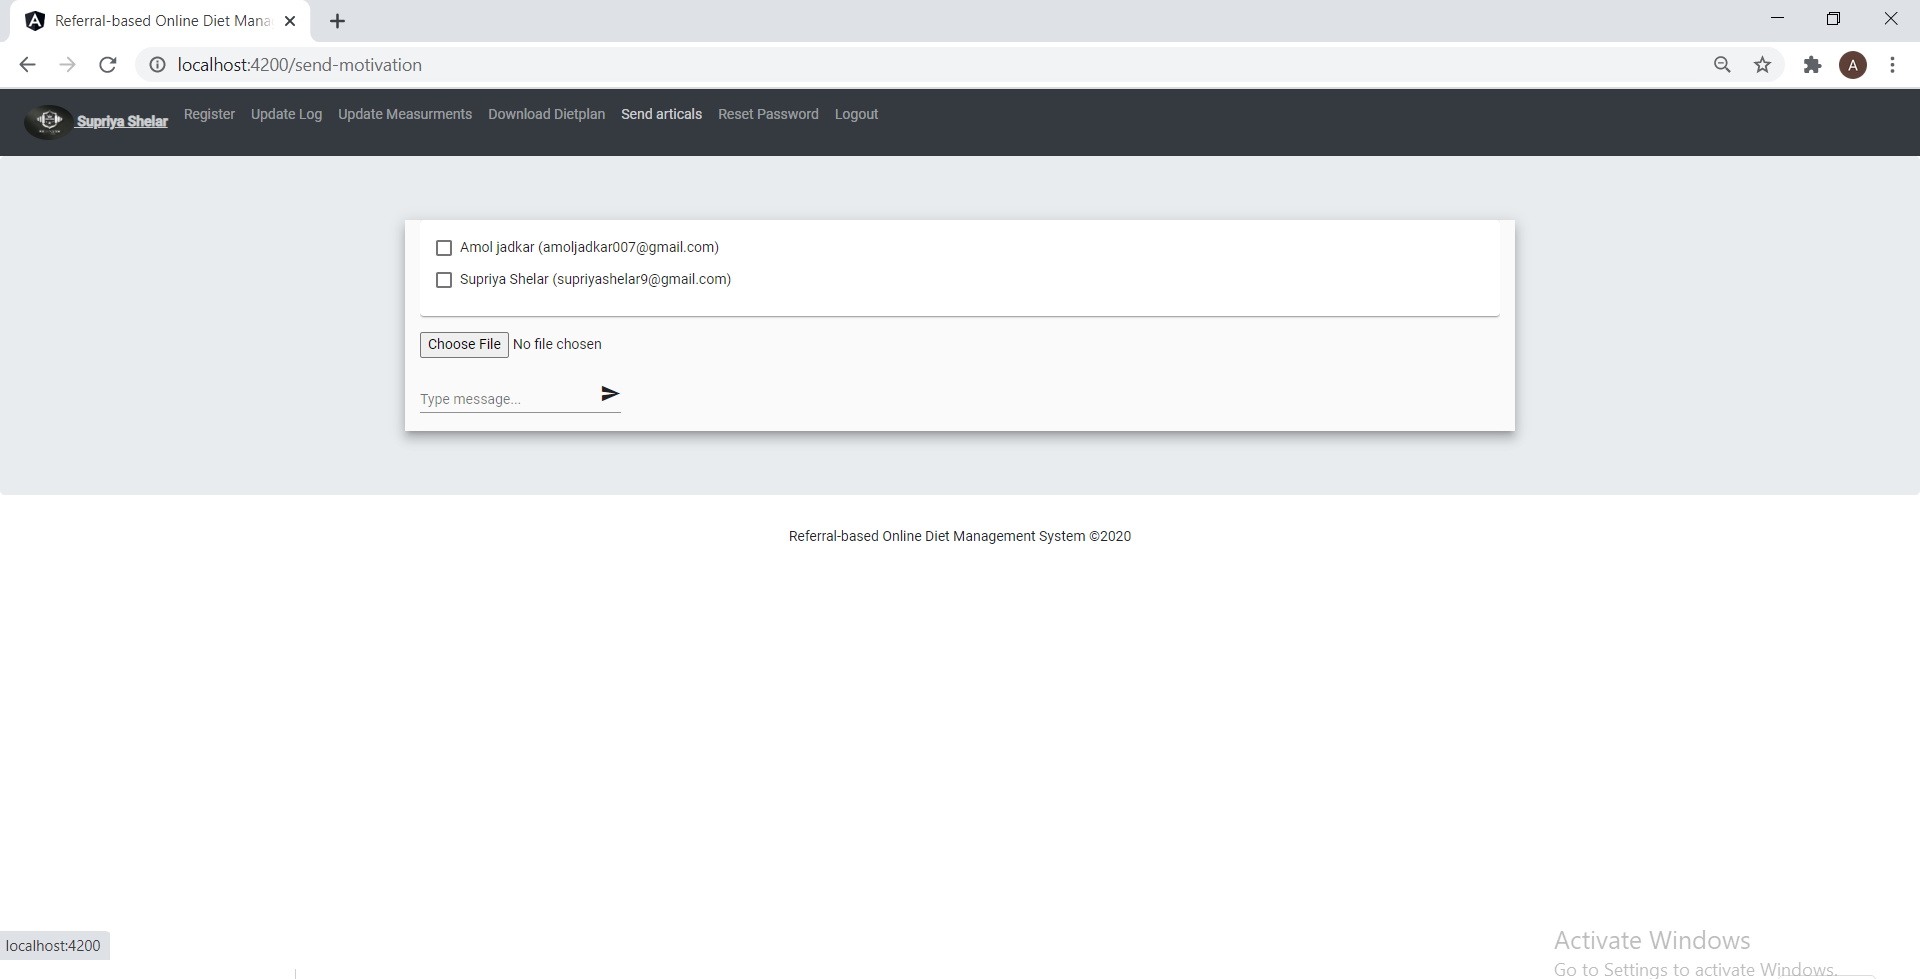 Referral-based Online Diet Mana
localhost:4200/send-motivation
A
Supriya Shelar Register Update Log Update Measurments Download Dietplan Send articals Reset Password Logout
Amol jadkar (amoljadkar007@gmail.com)
Supriya Shelar (supriyashelar9@gmail.com)
Choose File No file chosen
Type message...
Referral-based Online Diet Management System ©2020
localhost:4200
Activate Windows
Go to Settings to activate Windows.